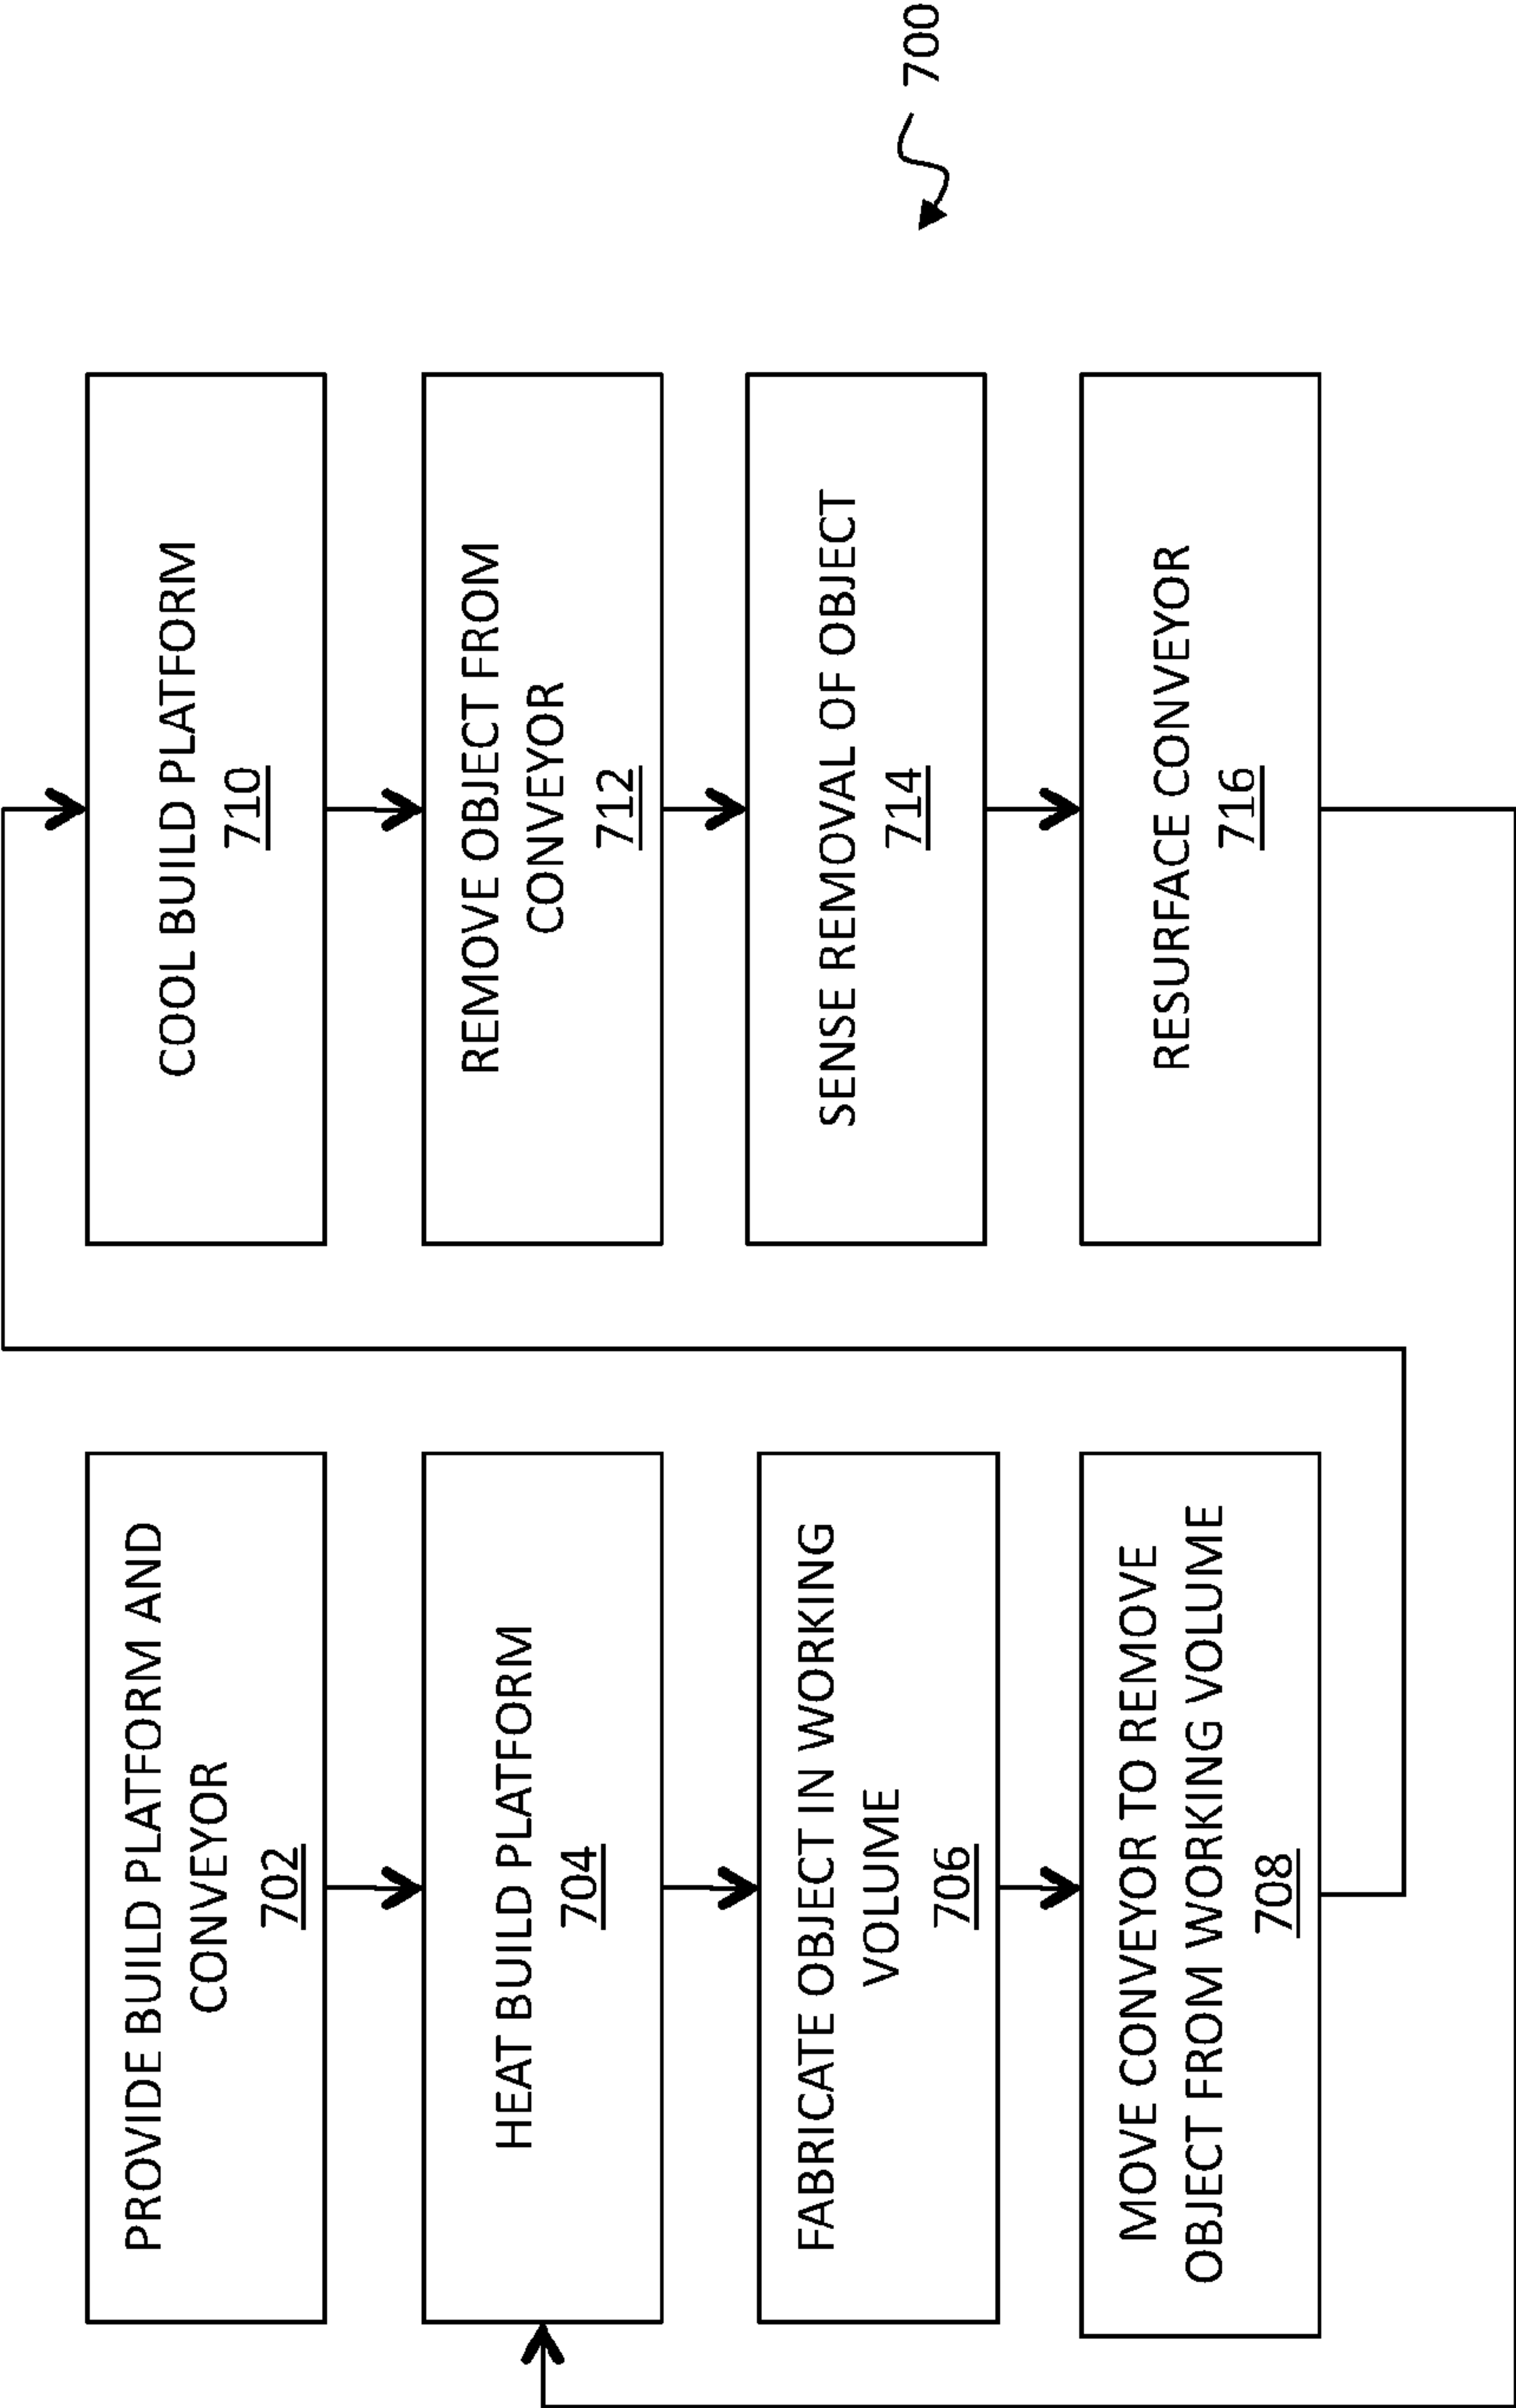 PROVIDE BUILD PLATFORM AND
CONVEYOR
702
HEAT BUILD PLATFORM
704
FABRICATE OBJECT IN WORKING
VOLUME
706
MOVE CONVEYOR TO REMOVE
OBJECT FROM WORKING VOLUME
708
COOL BUILD PLATFORM
710
REMOVE OBJECT FROM
CONVEYOR
712
SENSE REMOVAL OF OBJECT
714
RESURFACE CONVEYOR
716
700